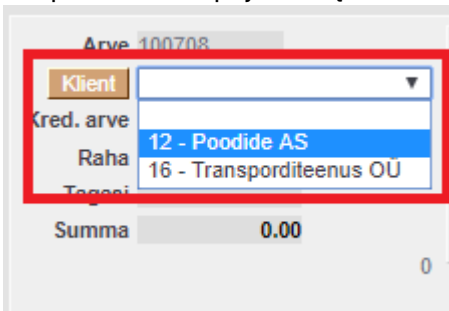 Arve 100708
Klient
Kred. arve
12 - Poodide AS
Raha
16 - Transporditeenus OÜ
Summa 0.00
0